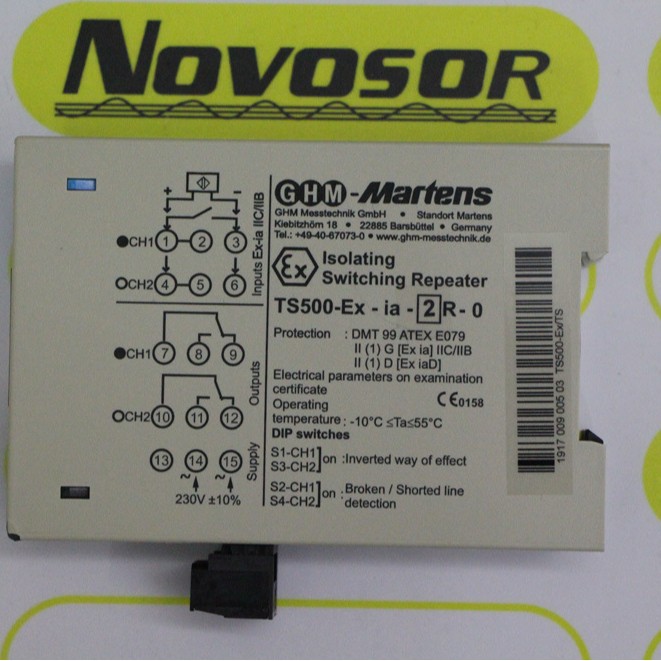 NOVOSOR
GHM-Martens
GHM Messtechnik GmbH • Standort Martens
Kiebitzhörn 18 • 22885 Barsbüttel • Germany
Tel.: +49-40-67073-0 • www.ghm-messtechnik.de
Ex Isolating
Switching Repeater
TS500-Ex - ia - 2 R - 0
Protection : DMT 99 ATEX E079
II (1) G [Ex ia] IIC/IIB
II (1) D [Ex iaD]
Electrical parameters on examination
certificate
CE0158
Operating
temperature : -10°C ≤Ta≤55°C
DIP switches
S1-CH1
S3-CH2 ]on :Inverted way of effect
S2-CH1
S4-CH2 ]on :Broken / Shorted line
detection
+ -
CH1 1 2 3
CH2 4 5 6
Inputs Ex-ia IIC/IIB
CH1 7 8 9
CH2 10 11 12
Outputs
13 14 15
~ ~
230V ±10%
Supply
1917 009 005 03 TS500-Ex/TS